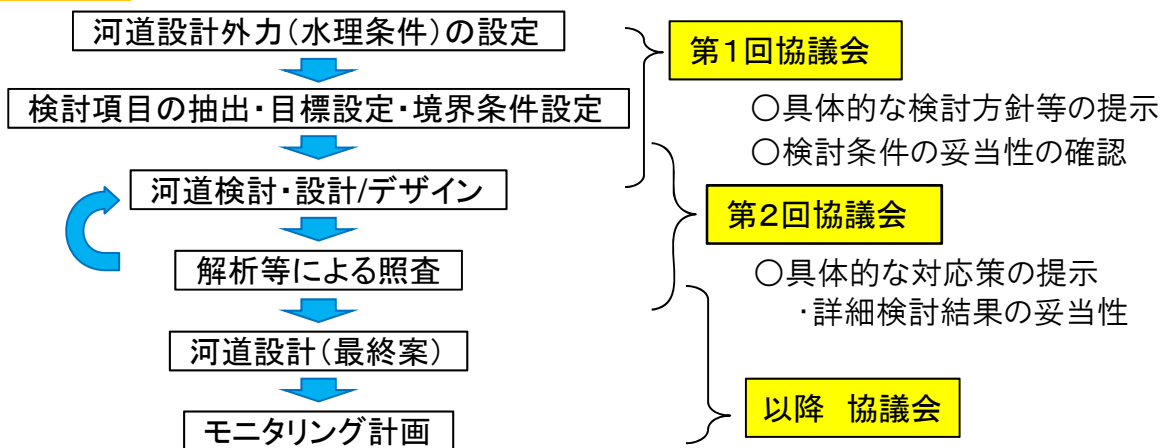 河道設計外力(水理条件)の設定
検討項目の抽出・目標設定・境界条件設定
河道検討・設計/デザイン
解析等による照査
河道設計(最終案)
モニタリング計画
第1回協議会
○具体的な検討方針等の提示
○検討条件の妥当性の確認
第2回協議会
○具体的な対応策の提示
・詳細検討結果の妥当性
以降 協議会